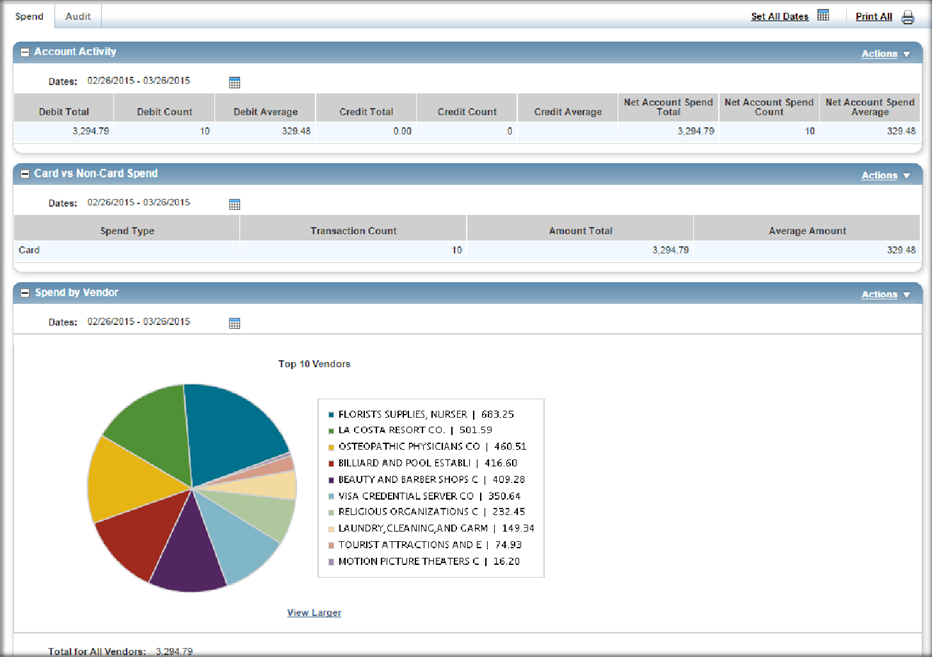 Spend Audit Set All Dates Print All
Account Activity Actions
Dates: 02/26/2015 - 03/26/2015
Debit Total Debit Count Debit Average Credit Total Credit Count Credit Average Net Account Spend Total Net Account Spend Count Net Account Spend Average
3,294.79 10 329.48 0.00 0 3,294.79 10 329.48
Card vs Non-Card Spend Actions
Dates: 02/26/2015 - 03/26/2015
Spend Type Transaction Count Amount Total Average Amount
Card 10 3,294.79 329.48
Spend by Vendor Actions
Dates: 02/26/2015 - 03/26/2015
Top 10 Vendors
FLORISTS SUPPLIES, NURSER | 683.25
LA COSTA RESORT CO. | 501.59
OSTEOPATHIC PHYSICIANS CO | 460.51
BILLIARD AND POOL ESTABLI | 416.60
BEAUTY AND BARBER SHOPS C | 409.28
VISA CREDENTIAL SERVER CO | 350.64
RELIGIOUS ORGANIZATIONS C | 232.45
LAUNDRY,CLEANING,AND GARM | 149.34
TOURIST ATTRACTIONS AND E | 74.93
MOTION PICTURE THEATERS C | 16.20
View Larger
Total for All Vendors: 3,294.79